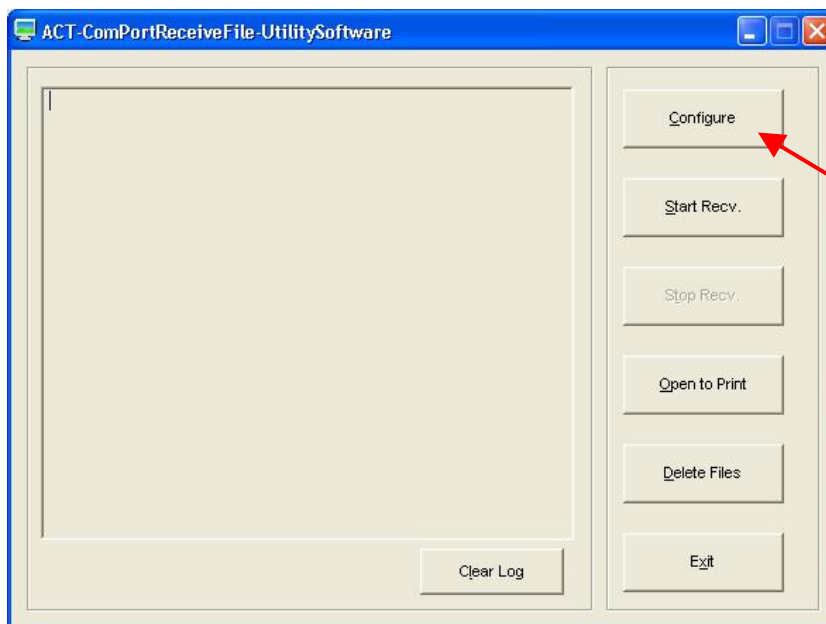 ACT-ComPortReceiveFile-UtilitySoftware
Configure
Start Recv.
Stop Recv.
Open to Print
Delete Files
Clear Log
Exit